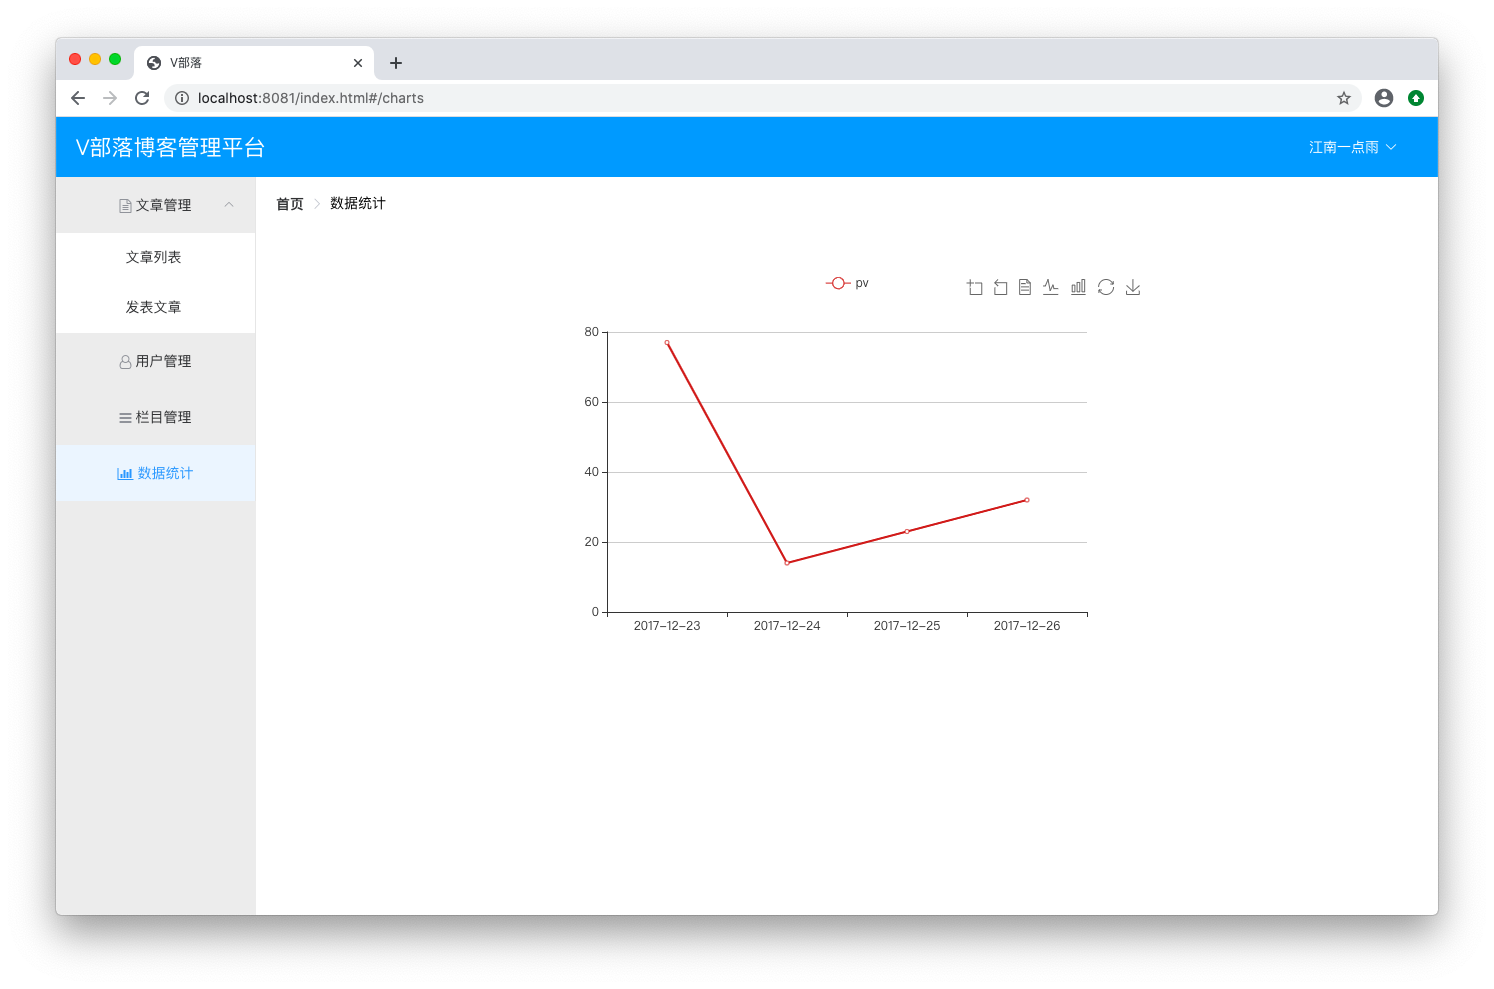 V部落
localhost:8081/index.html#/charts
V部落博客管理平台
江南一点雨
文章管理
文章列表
发表文章
用户管理
栏目管理
数据统计
首页 数据统计
pv
80
60
40
20
0
2017-12-23 2017-12-24 2017-12-25 2017-12-26